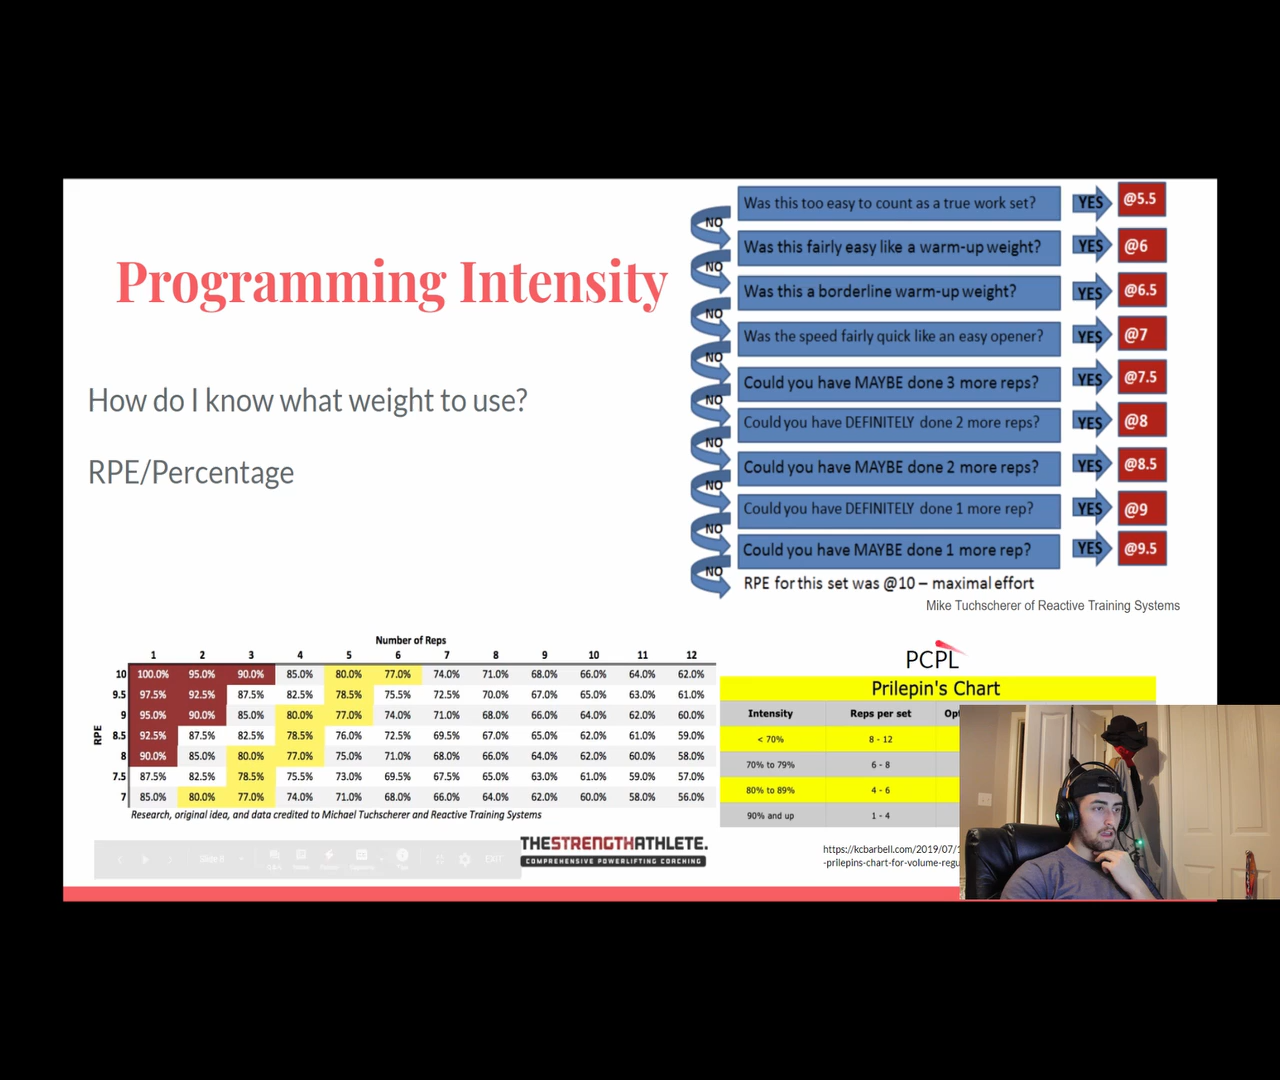 Programming Intensity
How do I know what weight to use?
RPE/Percentage
Was this too easy to count as a true work set? YES @5.5
NO
Was this fairly easy like a warm-up weight? YES @6
NO
Was this a borderline warm-up weight? YES @6.5
NO
Was the speed fairly quick like an easy opener? YES @7
NO
Could you have MAYBE done 3 more reps? YES @7.5
NO
Could you have DEFINITELY done 2 more reps? YES @8
NO
Could you have MAYBE done 2 more reps? YES @8.5
NO
Could you have DEFINITELY done 1 more rep? YES @9
NO
Could you have MAYBE done 1 more rep? YES @9.5
NO
RPE for this set was @10 – maximal effort
Mike Tuchscherer of Reactive Training Systems
Number of Reps
1 2 3 4 5 6 7 8 9 10 11 12
RPE
10 100.0% 95.0% 90.0% 85.0% 80.0% 77.0% 74.0% 71.0% 68.0% 66.0% 64.0% 62.0%
9.5 97.5% 92.5% 87.5% 82.5% 78.5% 75.5% 72.5% 70.0% 67.0% 65.0% 63.0% 61.0%
9 95.0% 90.0% 85.0% 80.0% 77.0% 74.0% 71.0% 68.0% 66.0% 64.0% 62.0% 60.0%
8.5 92.5% 87.5% 82.5% 78.5% 76.0% 72.5% 69.5% 67.0% 65.0% 62.0% 61.0% 59.0%
8 90.0% 85.0% 80.0% 77.0% 75.0% 71.0% 68.0% 66.0% 64.0% 62.0% 60.0% 58.0%
7.5 87.5% 82.5% 78.5% 75.5% 73.0% 69.5% 67.5% 65.0% 63.0% 61.0% 59.0% 57.0%
7 85.0% 80.0% 77.0% 74.0% 71.0% 68.0% 66.0% 64.0% 62.0% 60.0% 58.0% 56.0%
Research, original idea, and data credited to Michael Tuchscherer and Reactive Training Systems
THESTRENGTHATHLETE.
COMPREHENSIVE POWERLIFTING COACHING
Slide 8
EXIT
PCPL
Prilepin's Chart
Intensity Reps per set Opt
< 70% 8 - 12
70% to 79% 6 - 8
80% to 89% 4 - 6
90% and up 1 - 4
https://kcbarbell.com/2019/07/1
-prilepins-chart-for-volume-regu